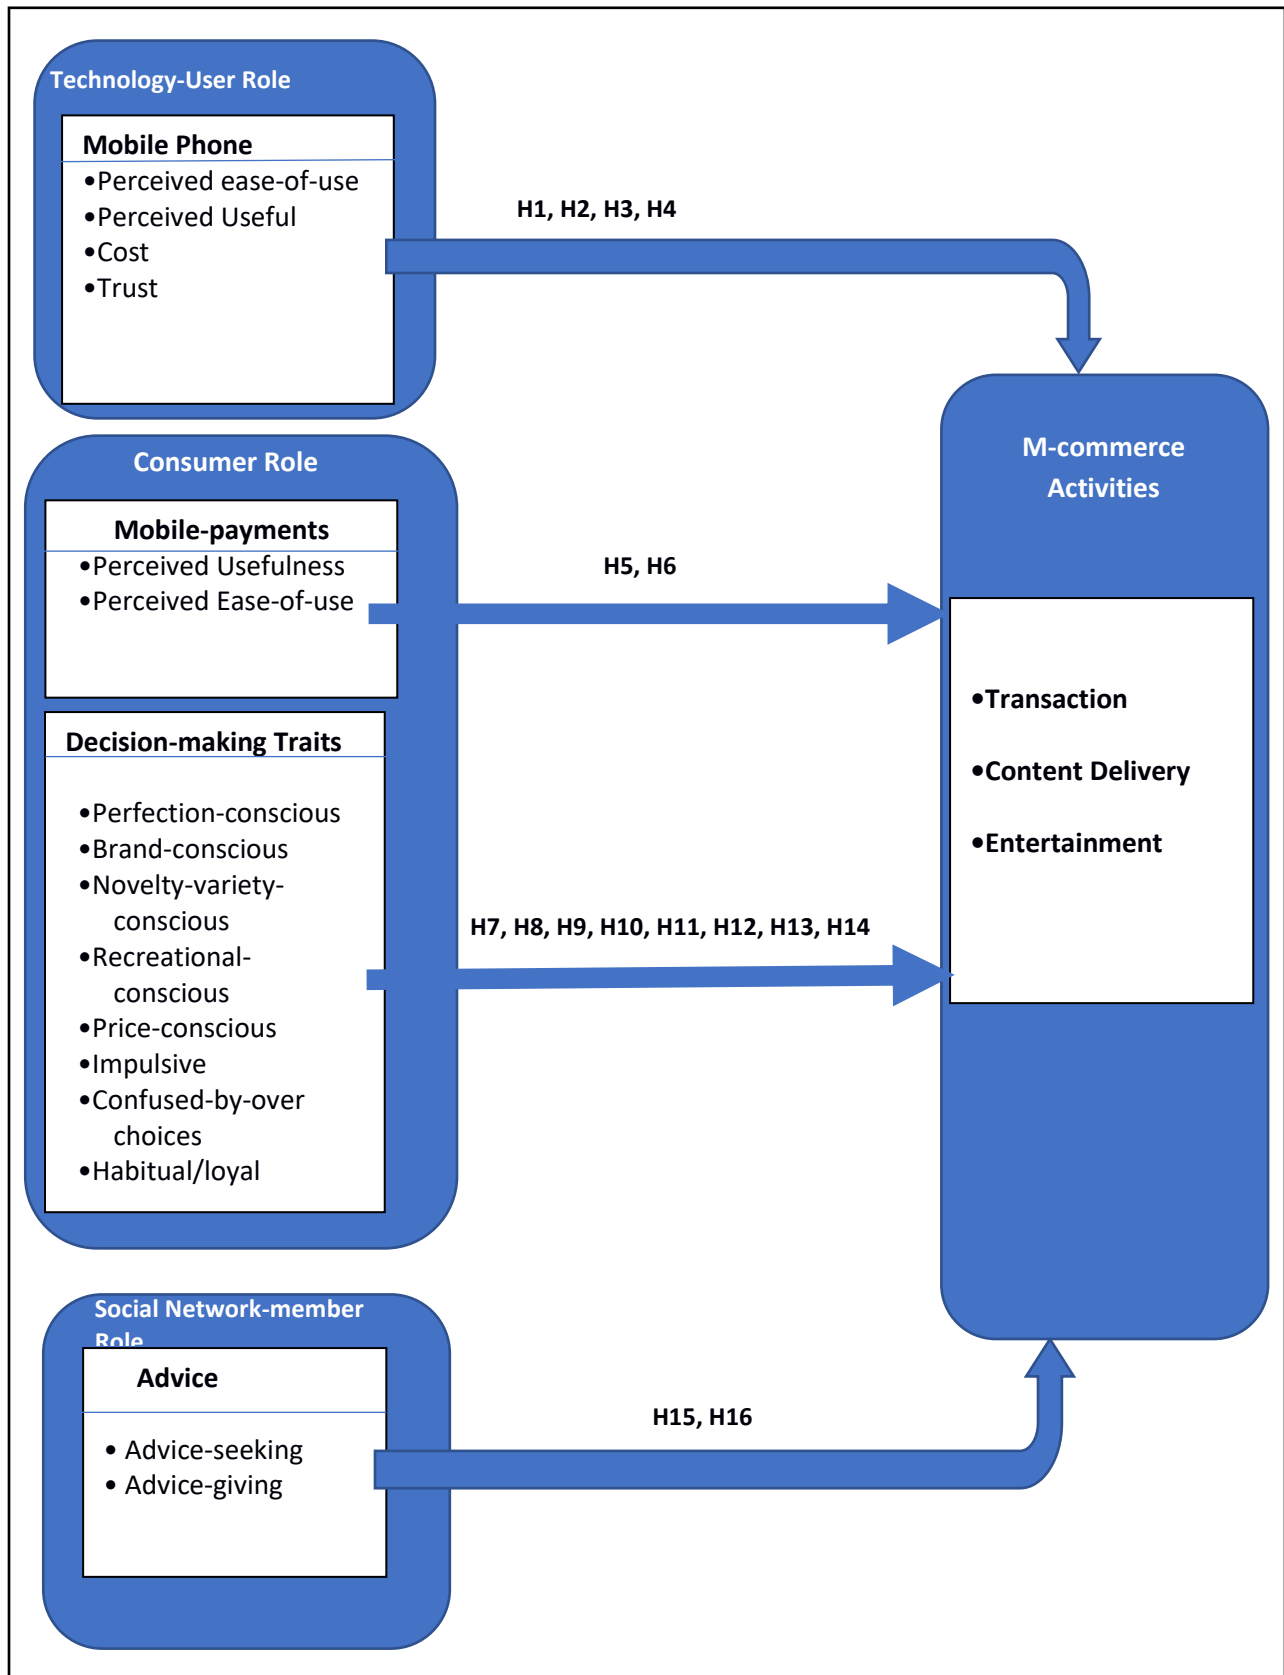 Technology-User Role
Mobile Phone
•Perceived ease-of-use
•Perceived Useful
•Cost
•Trust
H1, H2, H3, H4
Consumer Role
Mobile-payments
•Perceived Usefulness
•Perceived Ease-of-use
H5, H6
Decision-making Traits
•Perfection-conscious
•Brand-conscious
•Novelty-variety-
conscious
•Recreational-
conscious
•Price-conscious
•Impulsive
•Confused-by-over
choices
•Habitual/loyal
H7, H8, H9, H10, H11, H12, H13, H14
Social Network-member
Role
Advice
• Advice-seeking
• Advice-giving
H15, H16
M-commerce
Activities
•Transaction
•Content Delivery
•Entertainment